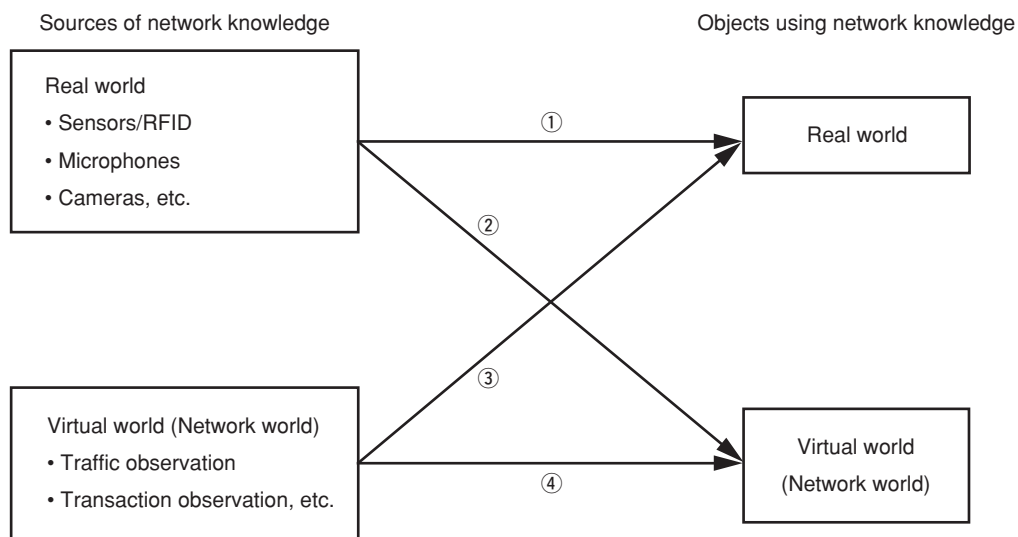 Sources of network knowledge
Objects using network knowledge
Real world
• Sensors/RFID
• Microphones
• Cameras, etc.
①
Real world
②
③
Virtual world (Network world)
• Traffic observation
• Transaction observation, etc.
④
Virtual world
(Network world)